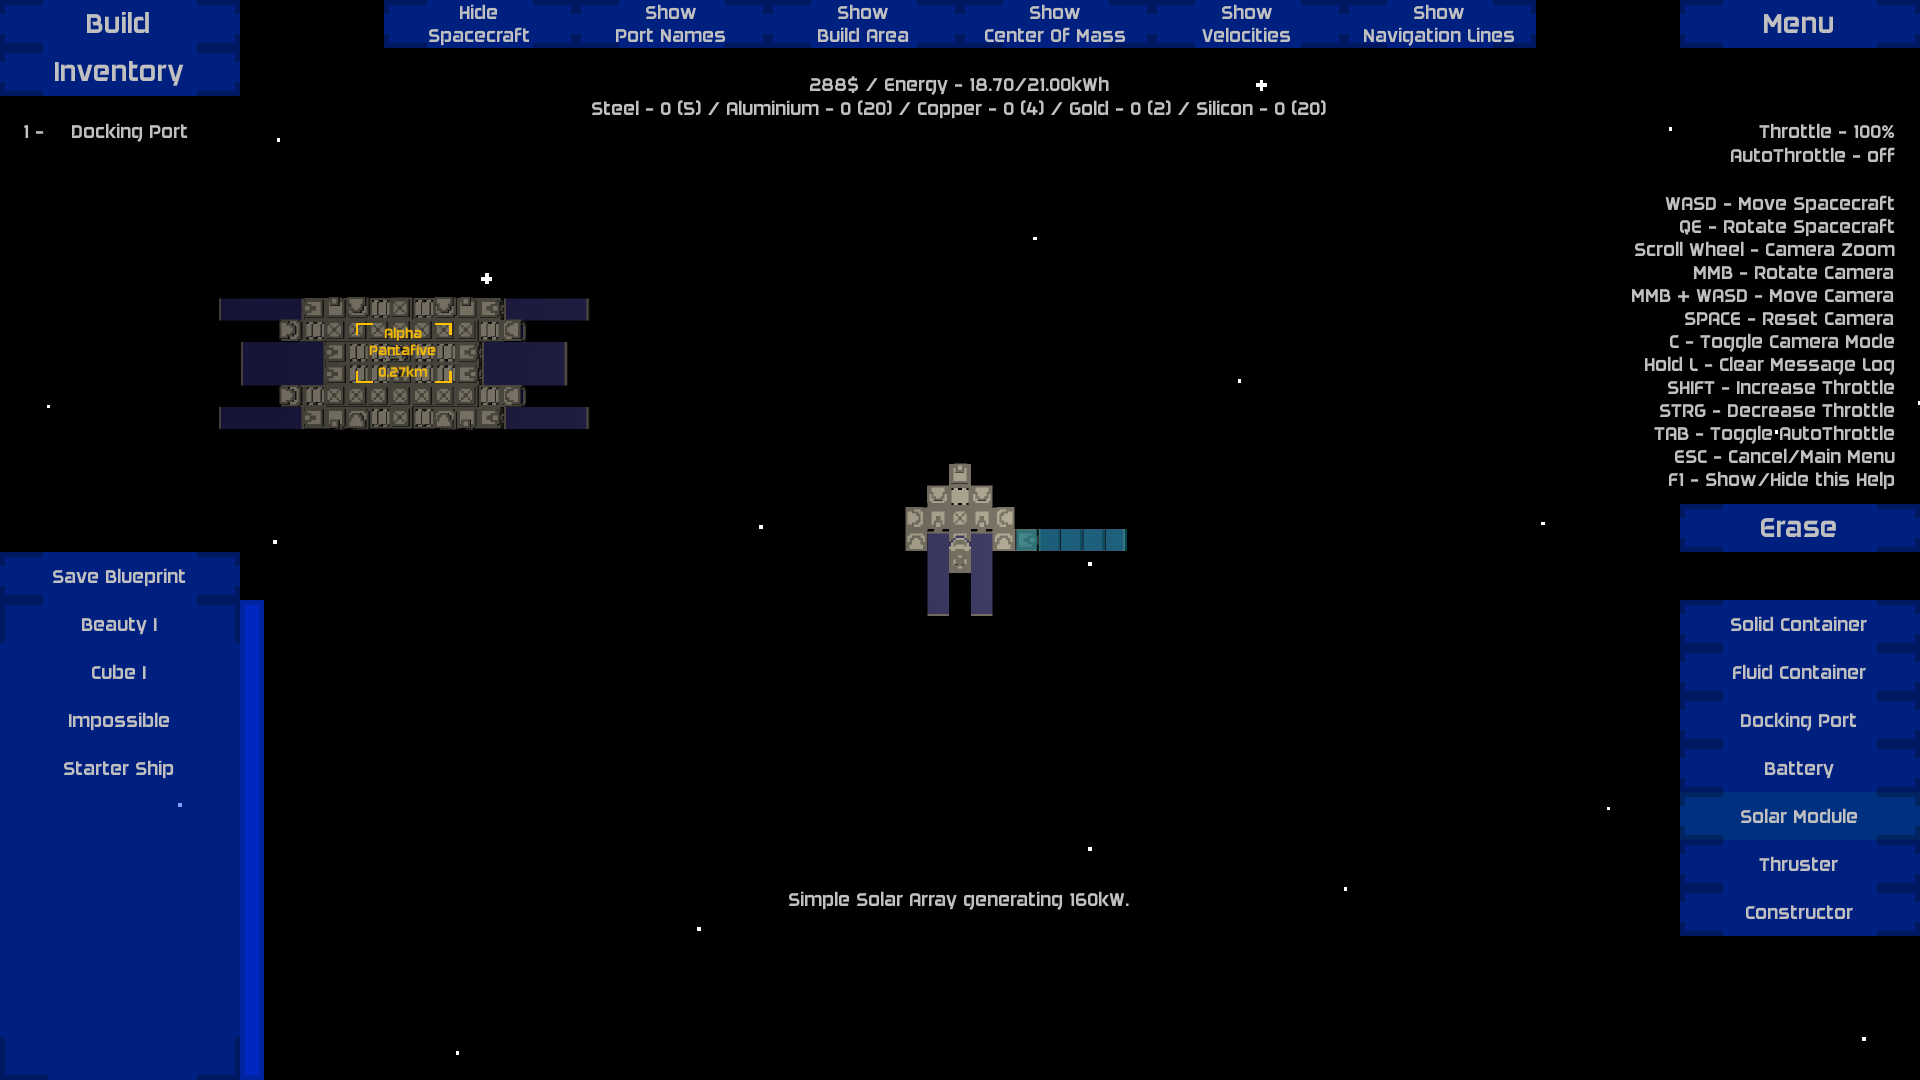 Build
Inventory
Hide
Spacecraft
Show
Port Names
Show
Build Area
Show
Center Of Mass
Show
Velocities
Show
Navigation Lines
Menu
288$ / Energy - 18.70/21.00kWh
Steel - 0 (5) / Aluminium - 0 (20) / Copper - 0 (4) / Gold - 0 (2) / Silicon - 0 (20)
1 - Docking Port
Throttle - 100%
AutoThrottle - off
WASD - Move Spacecraft
QE - Rotate Spacecraft
Scroll Wheel - Camera Zoom
MMB - Rotate Camera
MMB + WASD - Move Camera
SPACE - Reset Camera
C - Toggle Camera Mode
Hold L - Clear Message Log
SHIFT - Increase Throttle
STRG - Decrease Throttle
TAB - Toggle AutoThrottle
ESC - Cancel/Main Menu
F1 - Show/Hide this Help
Alpha
Pantafive
0.27km
Erase
Save Blueprint
Beauty I
Cube I
Impossible
Starter Ship
Solid Container
Fluid Container
Docking Port
Battery
Solar Module
Thruster
Constructor
Simple Solar Array generating 160kW.